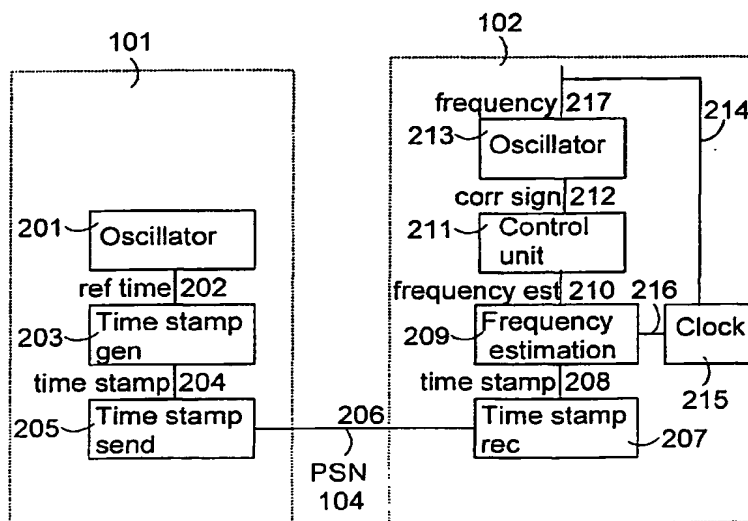 101
102
frequency 217
213
Oscillator
214
corr sign 212
201
Oscillator
211
Control
unit
ref time 202
frequency est 210
216
203
Time stamp
gen
209
Frequency
estimation
Clock
time stamp 204
time stamp 208
215
205
Time stamp
send
206
Time stamp
rec
207
PSN
104